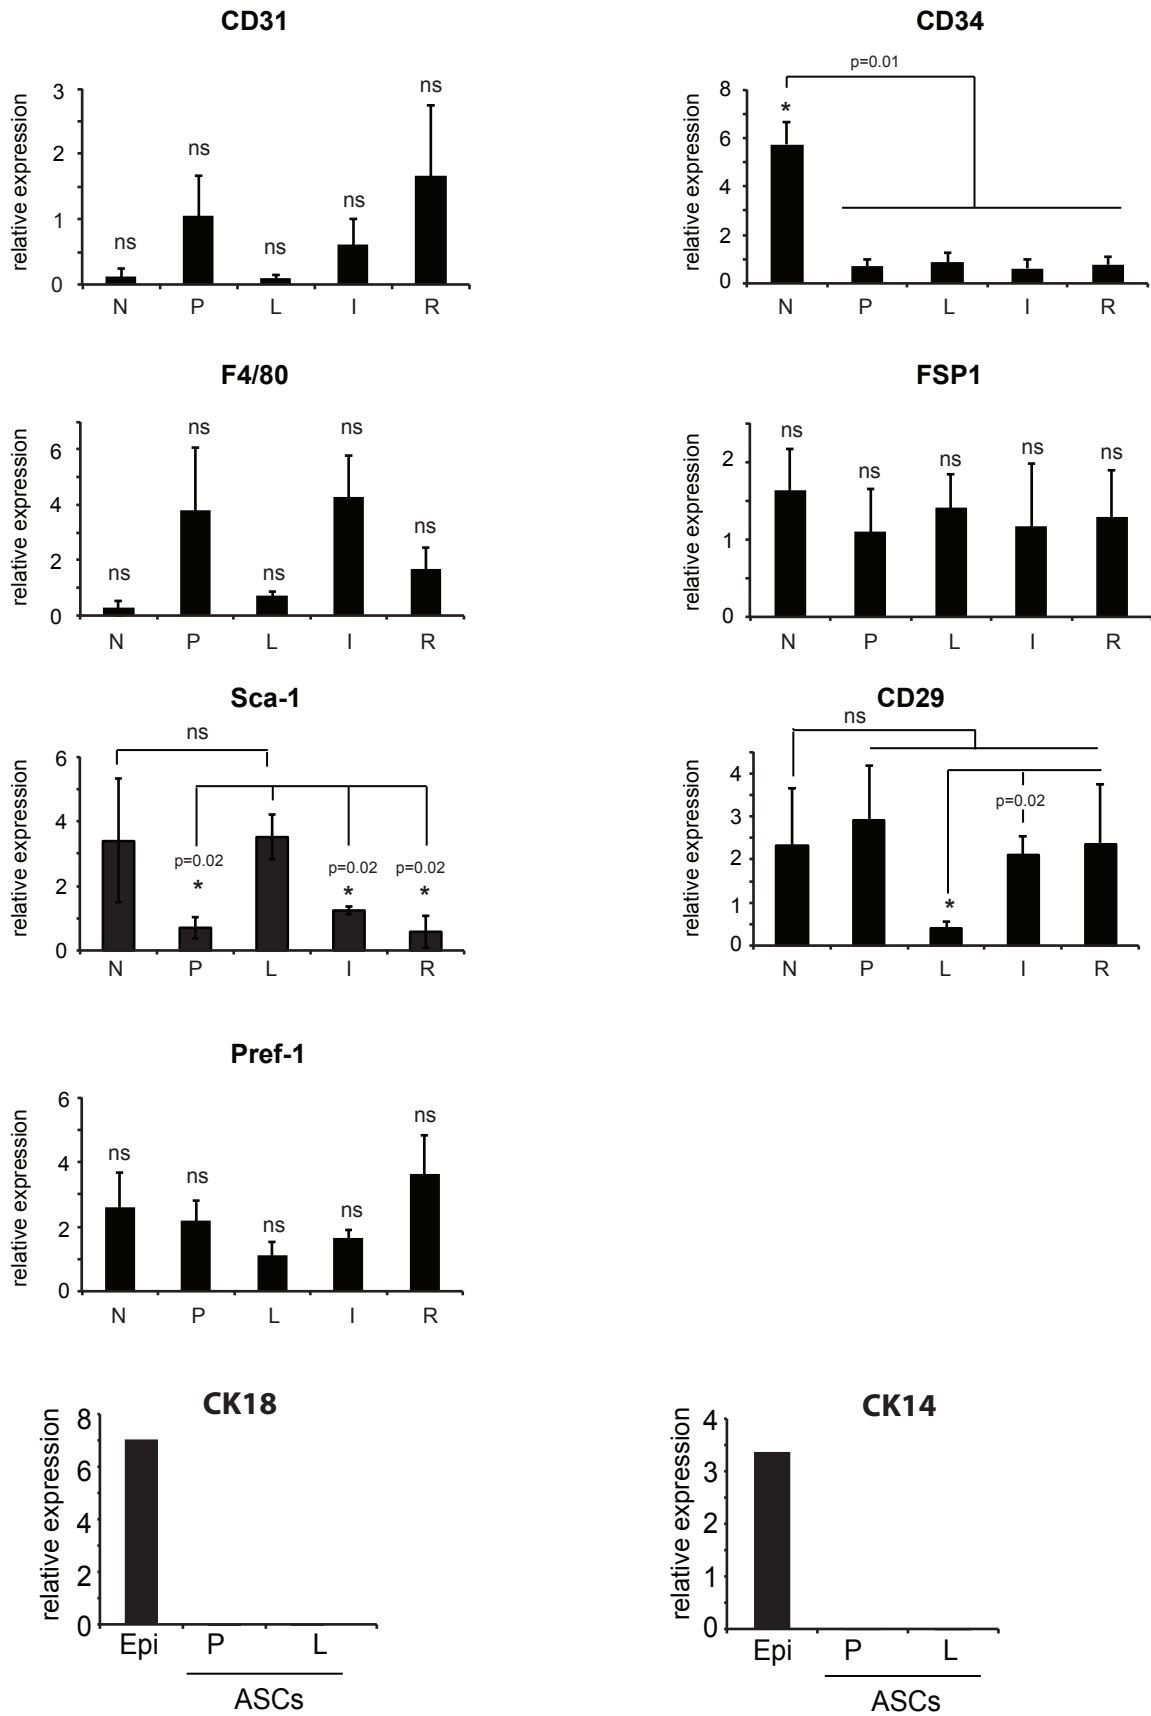 CD31
relative expression
3
2
1
0
ns
ns
ns
ns
ns
N P L I R
CD34
p=0.01
relative expression
8
6
4
2
0
*
N P L I R
F4/80
relative expression
6
4
2
0
ns
ns
ns
ns
ns
N P L I R
FSP1
relative expression
2
1
0
ns
ns
ns
ns
ns
N P L I R
Sca-1
ns
relative expression
6
4
2
0
p=0.02
*
p=0.02
*
p=0.02
*
N P L I R
CD29
ns
relative expression
4
3
2
1
0
p=0.02
*
N P L I R
Pref-1
relative expression
6
4
2
0
ns
ns
ns
ns
ns
N P L I R
CK18
relative expression
8
6
4
2
0
Epi P L
ASCs
CK14
relative expression
4
3
2
1
0
Epi P L
ASCs